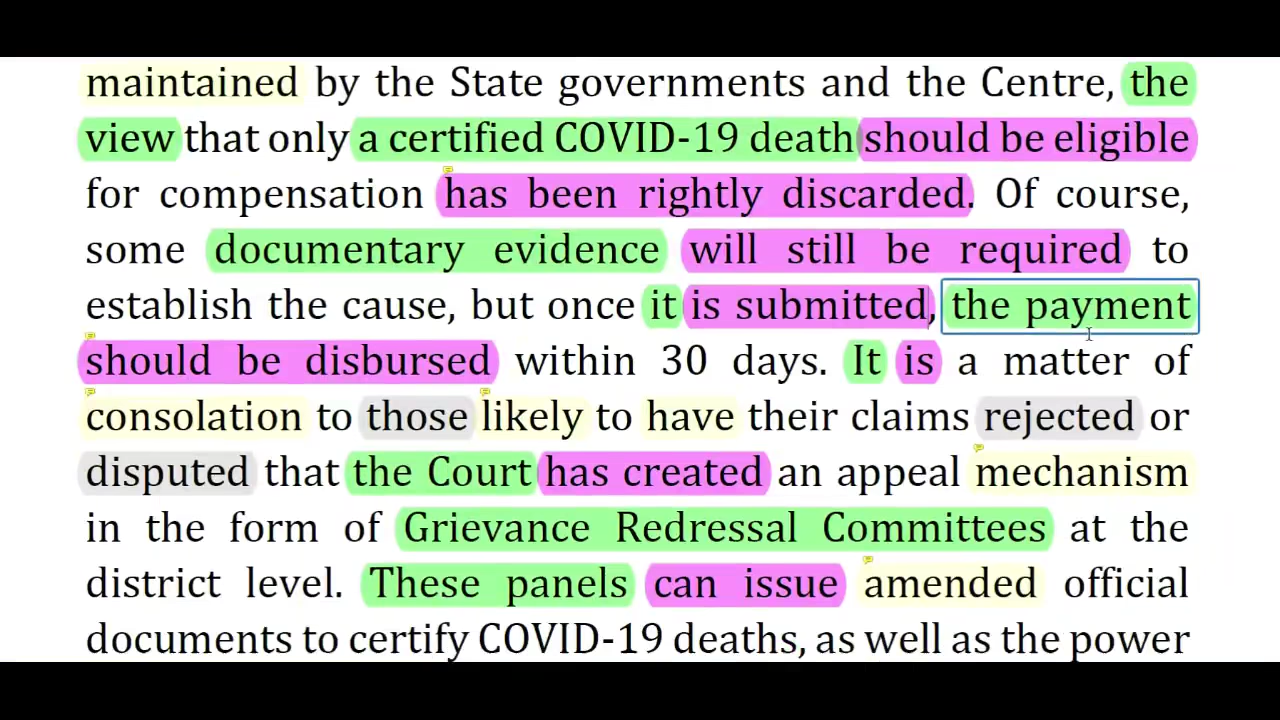 maintained by the State governments and the Centre, the
view that only a certified COVID-19 death should be eligible
for compensation has been rightly discarded. Of course,
some documentary evidence will still be required to
establish the cause, but once it is submitted, the payment
should be disbursed within 30 days. It is a matter of
consolation to those likely to have their claims rejected or
disputed that the Court has created an appeal mechanism
in the form of Grievance Redressal Committees at the
district level. These panels can issue amended official
documents to certify COVID-19 deaths, as well as the power